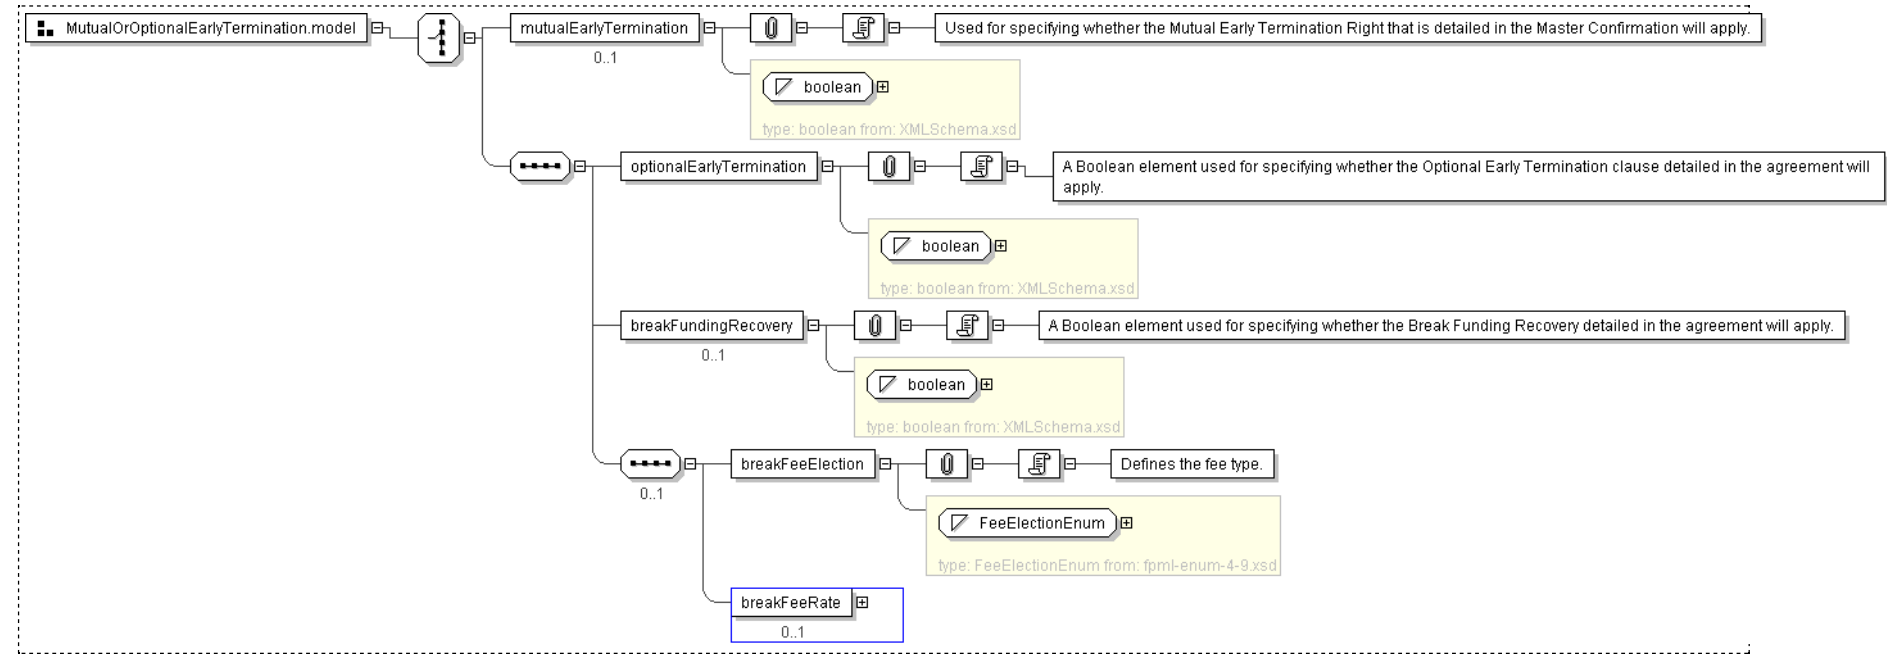 MutualOrOptionalEarlyTermination.model
mutualEarlyTermination
Used for specifying whether the Mutual Early Termination Right that is detailed in the Master Confirmation will apply.
0..1
boolean
type: boolean from: XMLSchema.xsd
optionalEarlyTermination
A Boolean element used for specifying whether the Optional Early Termination clause detailed in the agreement will
apply.
boolean
type: boolean from: XMLSchema.xsd
breakFundingRecovery
A Boolean element used for specifying whether the Break Funding Recovery detailed in the agreement will apply.
0..1
boolean
type: boolean from: XMLSchema.xsd
0..1
breakFeeElection
Defines the fee type.
FeeElectionEnum
type: FeeElectionEnum from: fpml-enum-4-9.xsd
breakFeeRate
0..1